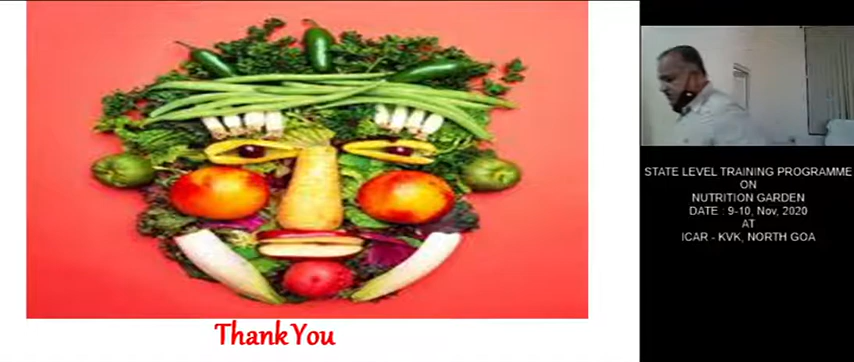 Thank You
STATE LEVEL TRAINING PROGRAMME
ON
NUTRITION GARDEN
DATE : 9-10, Nov, 2020
AT
ICAR - KVK, NORTH GOA